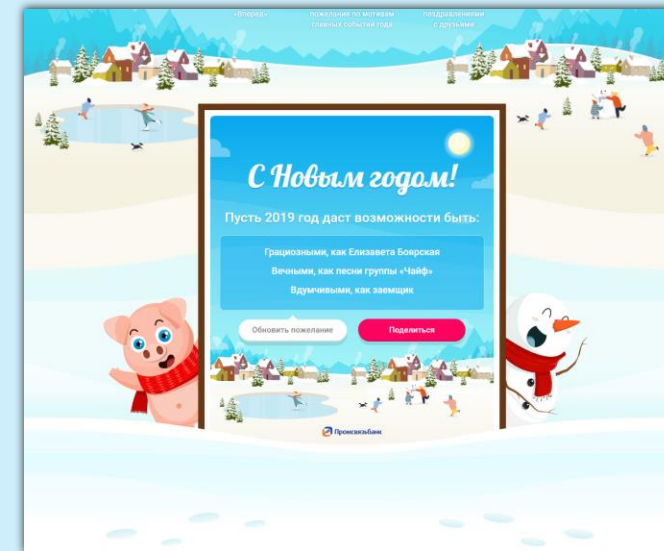 «Вперед» пожелание по мотивам поздравлениями
главных событий года с друзьями
С Новым годом!
Пусть 2019 год даст возможности быть:
Грациозными, как Елизавета Боярская
Вечными, как песни группы «Чайф»
Вдумчивыми, как заемщик
Обновить пожелание Поделиться
Промсвязьбанк